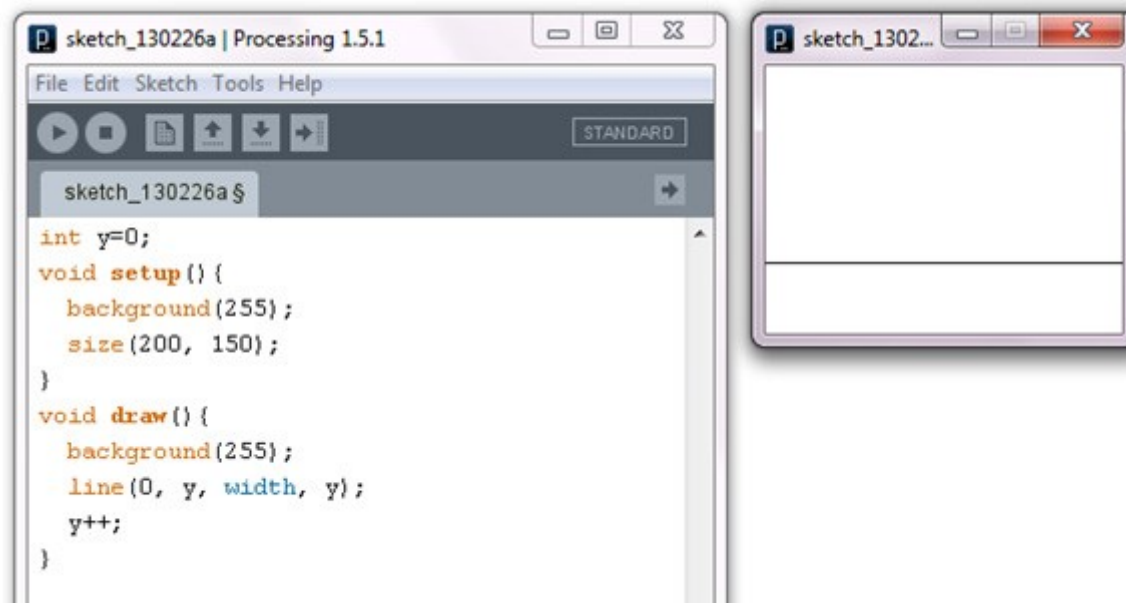 sketch_130226a | Processing 1.5.1
File Edit Sketch Tools Help
STANDARD
sketch_130226a §
int y=0;
void setup(){
  background(255);
  size(200, 150);
}
void draw(){
  background(255);
  line(0, y, width, y);
  y++;
}
sketch_1302...